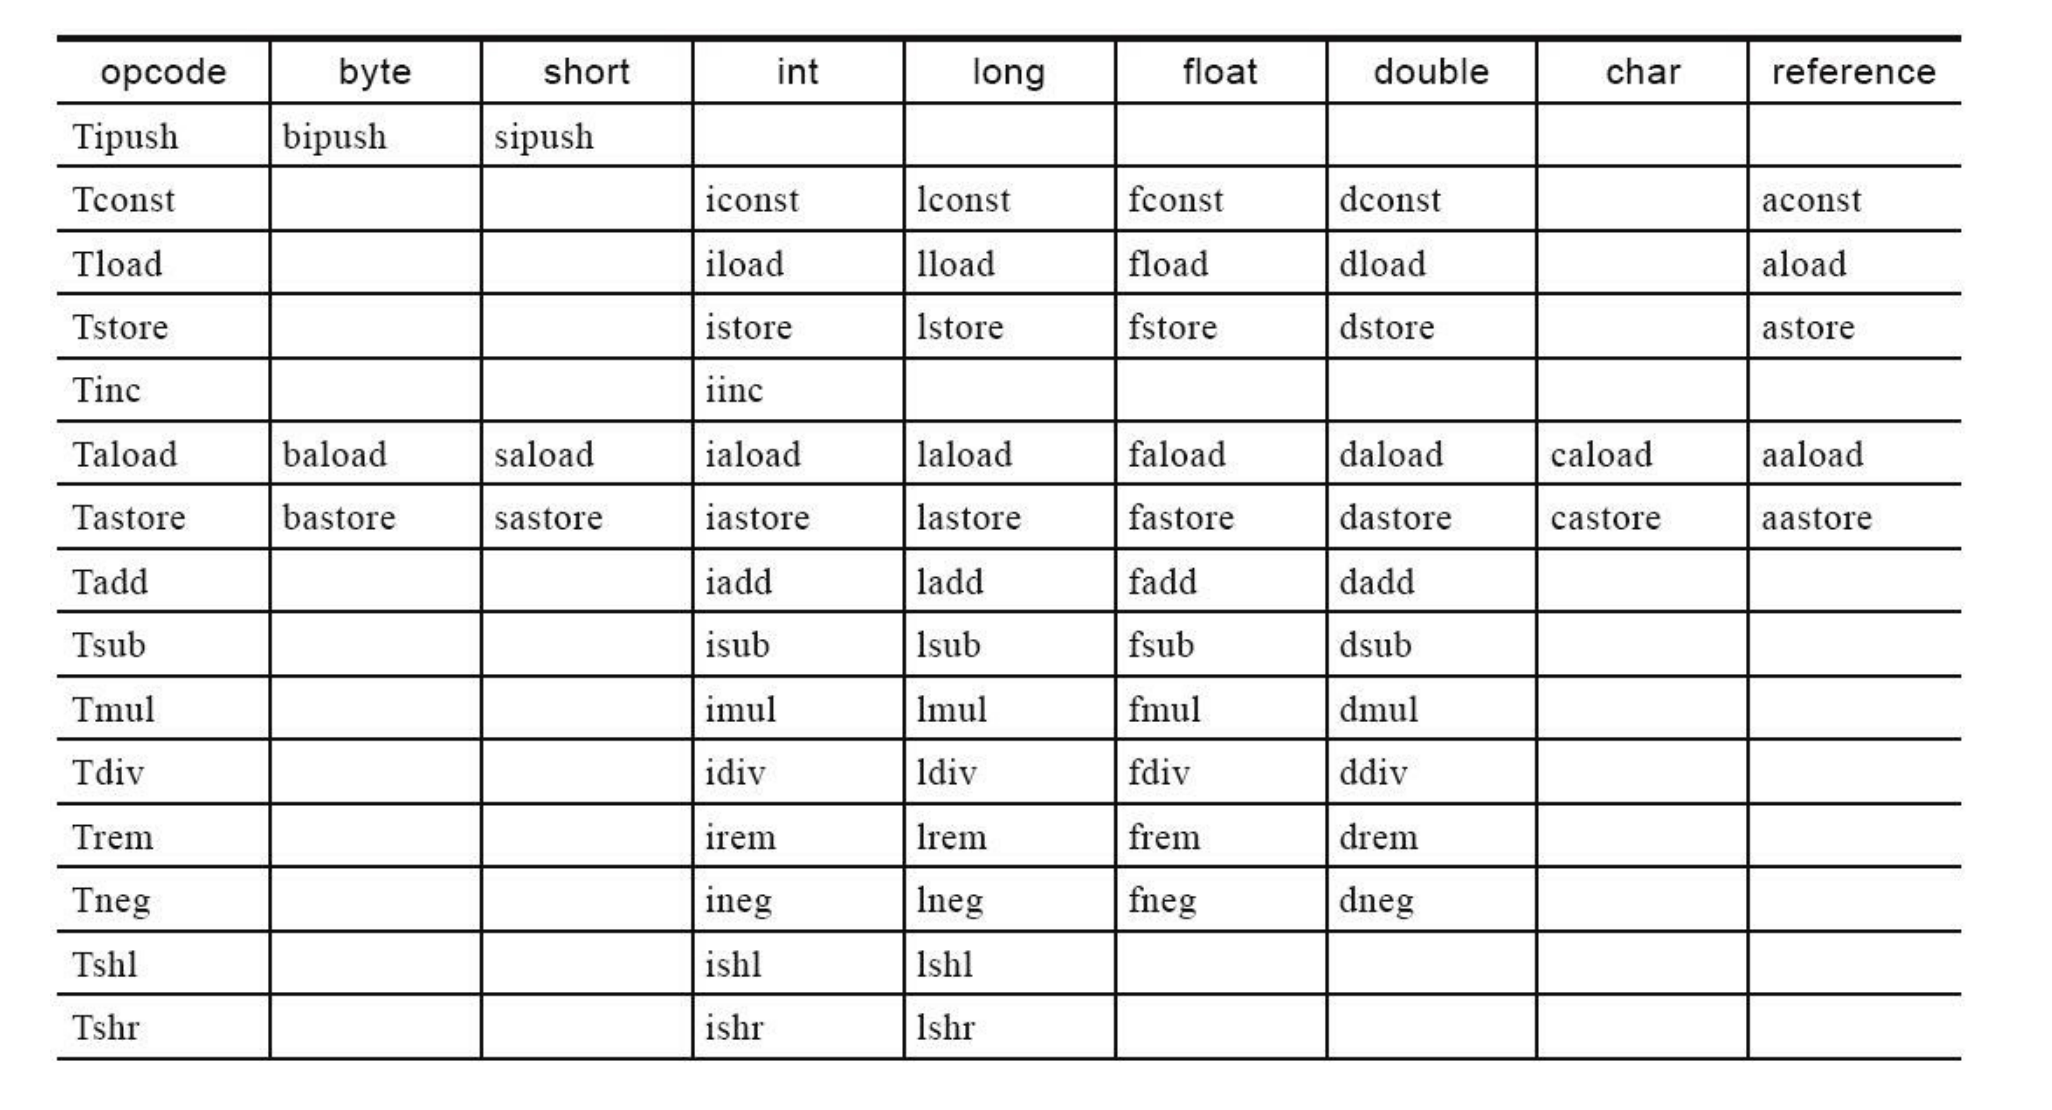 opcode byte short int long float double char reference
Tipush bipush sipush
Tconst iconst lconst fconst dconst aconst
Tload iload lload fload dload aload
Tstore istore lstore fstore dstore astore
Tinc iinc
Taload baload saload iaload laload faload daload caload aaload
Tastore bastore sastore iastore lastore fastore dastore castore aastore
Tadd iadd ladd fadd dadd
Tsub isub lsub fsub dsub
Tmul imul lmul fmul dmul
Tdiv idiv ldiv fdiv ddiv
Trem irem lrem frem drem
Tneg ineg lneg fneg dneg
Tshl ishl lshl
Tshr ishr lshr